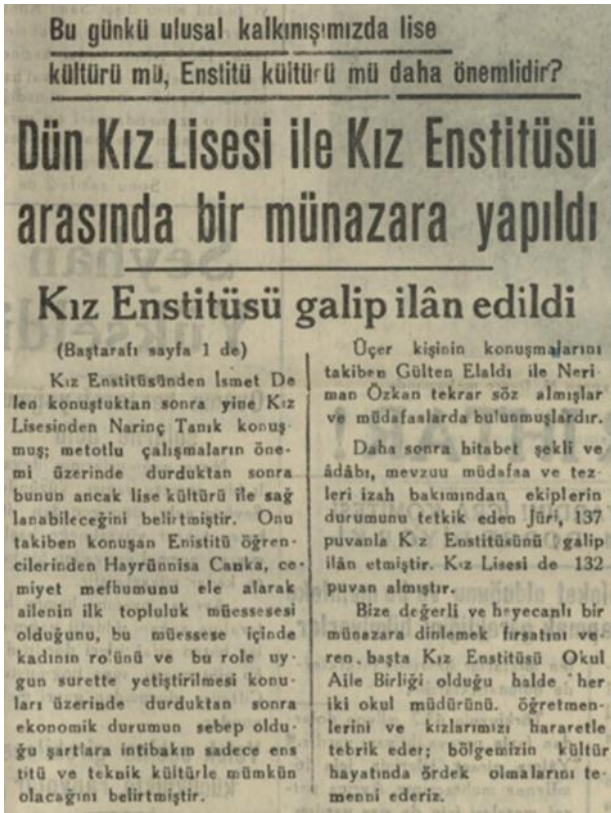 Bu günkü ulusal kalkınışımızda lise
kültürü mü, Enstitü kültürü mü daha önemlidir?
Dün Kız Lisesi ile Kız Enstitüsü
arasında bir münazara yapıldı
Kız Enstitüsü galip ilân edildi
(Baştarafı sayfa 1 de)
Kız Enstitüsünden İsmet De
len konuştuktan sonra yine Kız
Lisesinden Narinç Tanık konuş
muş; metotlu çalışmaların öne-
mi üzerinde durduktan sonra
bunun ancak lise kültürü ile sağ
lanabileceğini belirtmiştir. Onu
takiben konuşan Enistitü öğren-
cilerinden Hayrünnisa Canka, ce-
miyet mefhumunu ele alarak
ailenin ilk topluluk müessesesi
olduğunu, bu müessese içinde
kadının ro'ünü ve bu role uy-
gun surette yetiştirilmesi konu-
ları üzerinde durduktan sonra
ekonomik durumun sebep oldu-
ğu şartlara intibakın sadece ens
titü ve teknik kültürle mümkün
olacağını belirtmiştir.
Üçer kişinin konuşmalarını
takiben Gülten Elaldı ile Neri-
man Özkan tekrar söz almışlar
ve müdafaalarda bulunmuşlardır.
Daha sonra hitabet şekli ve
âdâbı, mevzuu müdafaa ve tez-
leri izah bakımından ekiplerin
durumunu tetkik eden Jüri, 137
puvanla K z Enstitüsünü galip
ilân etmiştir. Kız Lisesi de 132
puvan almıştır.
Bize değerli ve heyecanlı bir
münazara dinlemek fırsatını ve-
ren. başta Kız Enstitüsü Okul
Aile Birliği olduğu halde her
iki okul müdürünü. öğretmen-
lerini ve kızlarımızı hararetle
tebrik eder; bölgemizin kültür
hayatında ördek olmalarını te-
menni ederiz.